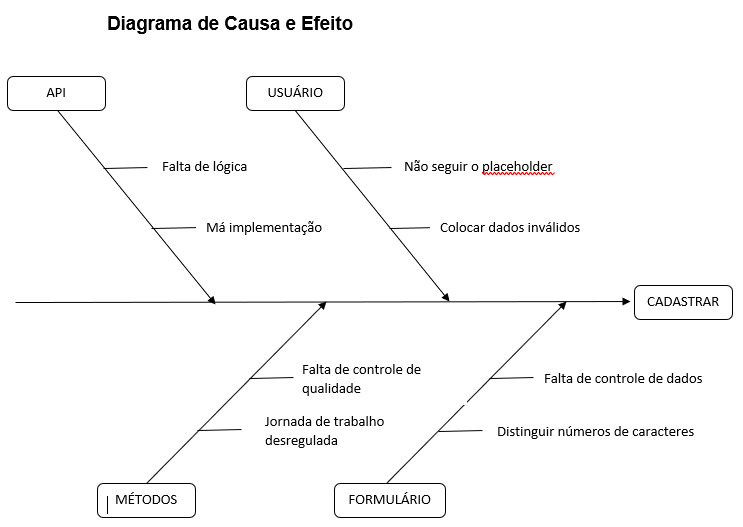 Diagrama de Causa e Efeito
API
USUÁRIO
Falta de lógica
Não seguir o placeholder
Má implementação
Colocar dados inválidos
CADASTRAR
Falta de controle de
qualidade
Falta de controle de dados
Jornada de trabalho
desregulada
Distinguir números de caracteres
MÉTODOS
FORMULÁRIO